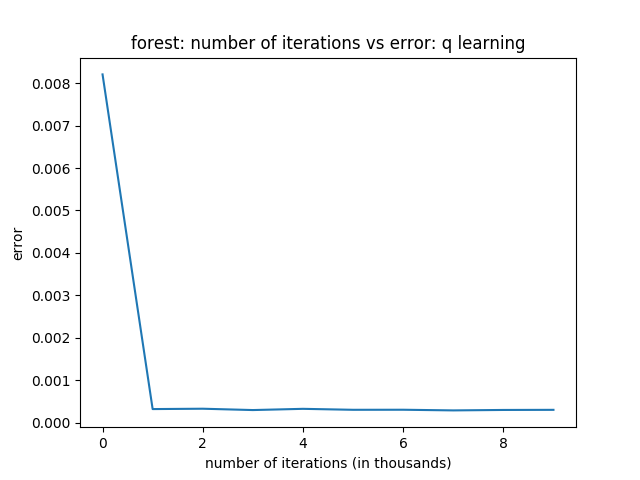 forest: number of iterations vs error: q learning
error
0.008
0.007
0.006
0.005
0.004
0.003
0.002
0.001
0.000
0 2 4 6 8
number of iterations (in thousands)